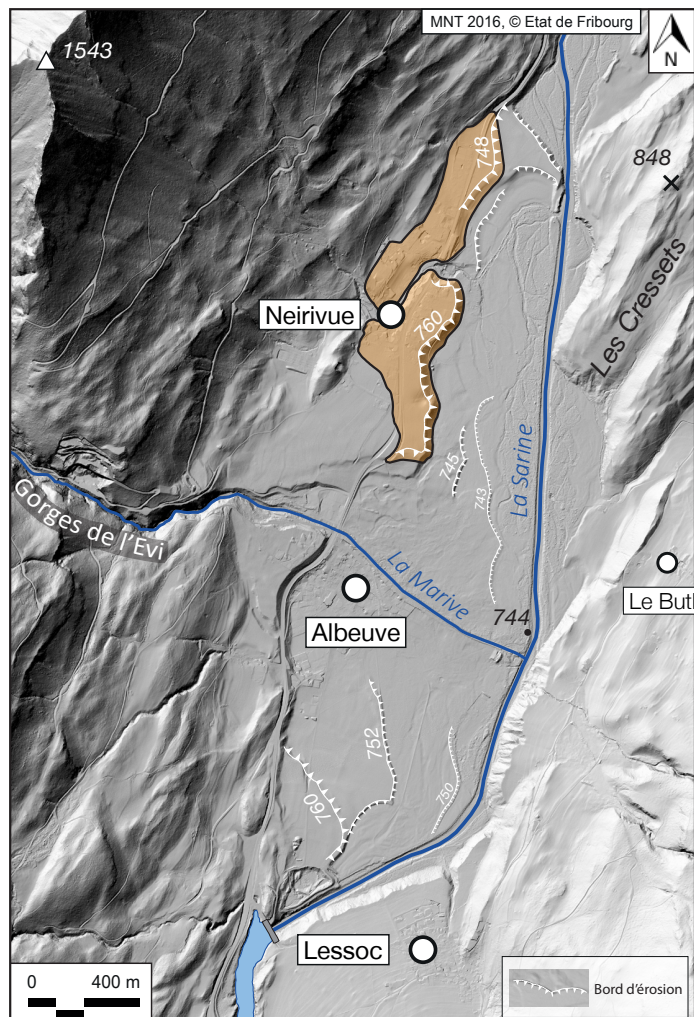 MNT 2016, © Etat de Fribourg
1543
N
748
848
Les Cressets
Neirivue
760
La Sarine
745
743
Gorges de l'Evi
La Marive
Albeuve
744
Le Buth
752
760
750
Lessoc
0 400 m
Bord d'érosion